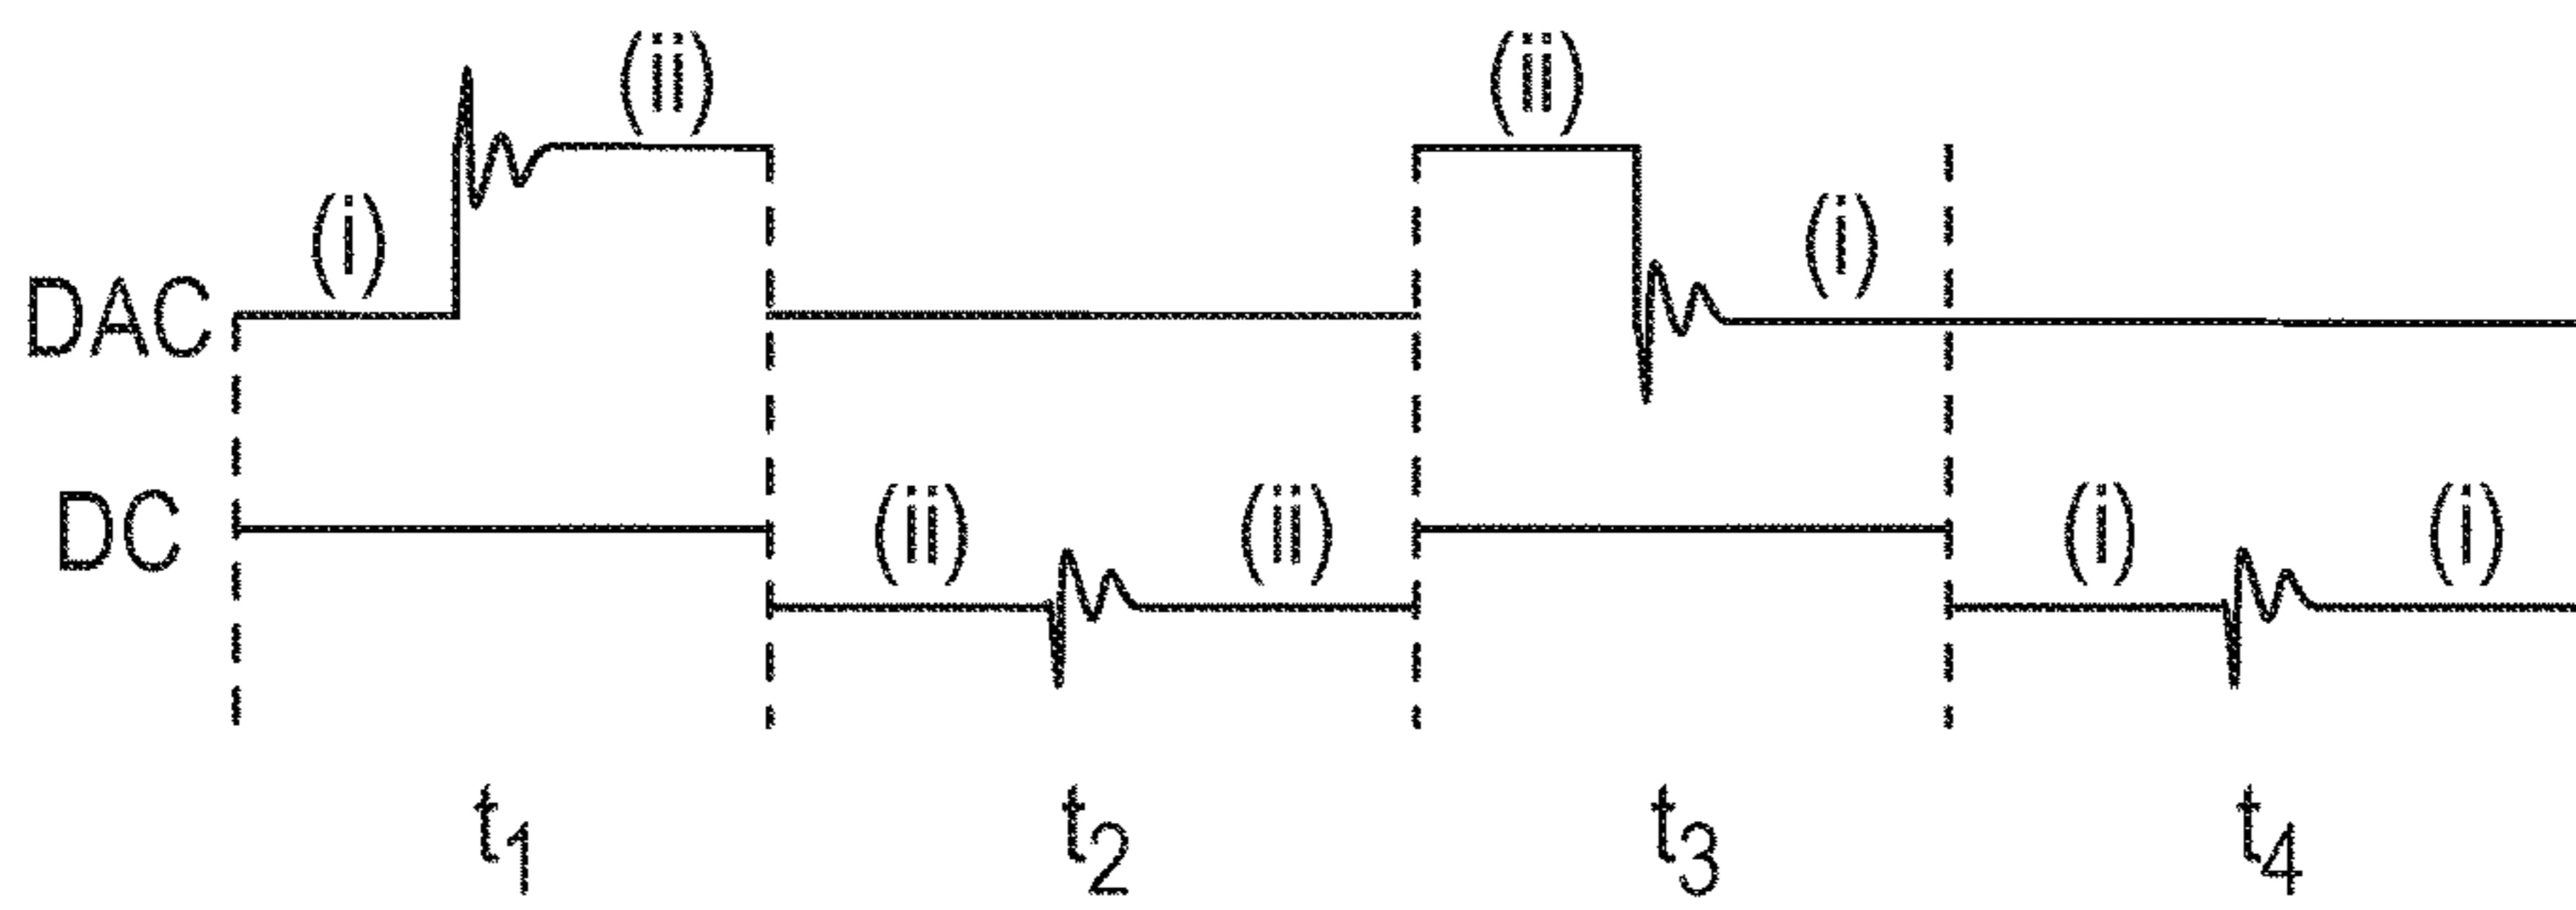 (ii) (ii)
(i) (i)
DAC
DC (ii) (ii) (i) (i)
t1 t2 t3 t4